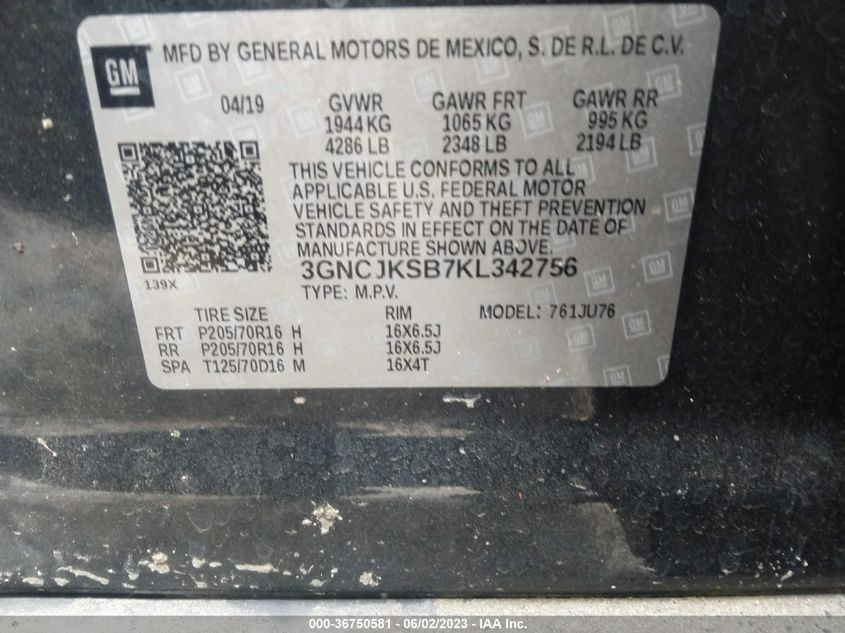 GM
MFD BY GENERAL MOTORS DE MEXICO, S. DE R.L. DE C.V.
04/19 GVWR GAWR FRT GAWR RR
1944 KG 1065 KG 995 KG
4286 LB 2348 LB 2194 LB
THIS VEHICLE CONFORMS TO ALL
APPLICABLE U.S. FEDERAL MOTOR
VEHICLE SAFETY AND THEFT PREVENTION
STANDARDS IN EFFECT ON THE DATE OF
MANUFACTURE SHOWN ABOVE.
139X
3GNCJKSB7KL342756
TYPE: M.P.V.
TIRE SIZE RIM MODEL: 761JU76
FRT P205/70R16 H 16X6.5J
RR P205/70R16 H 16X6.5J
SPA T125/70D16 M 16X4T
000-36750581 - 06/02/2023 - IAA Inc.